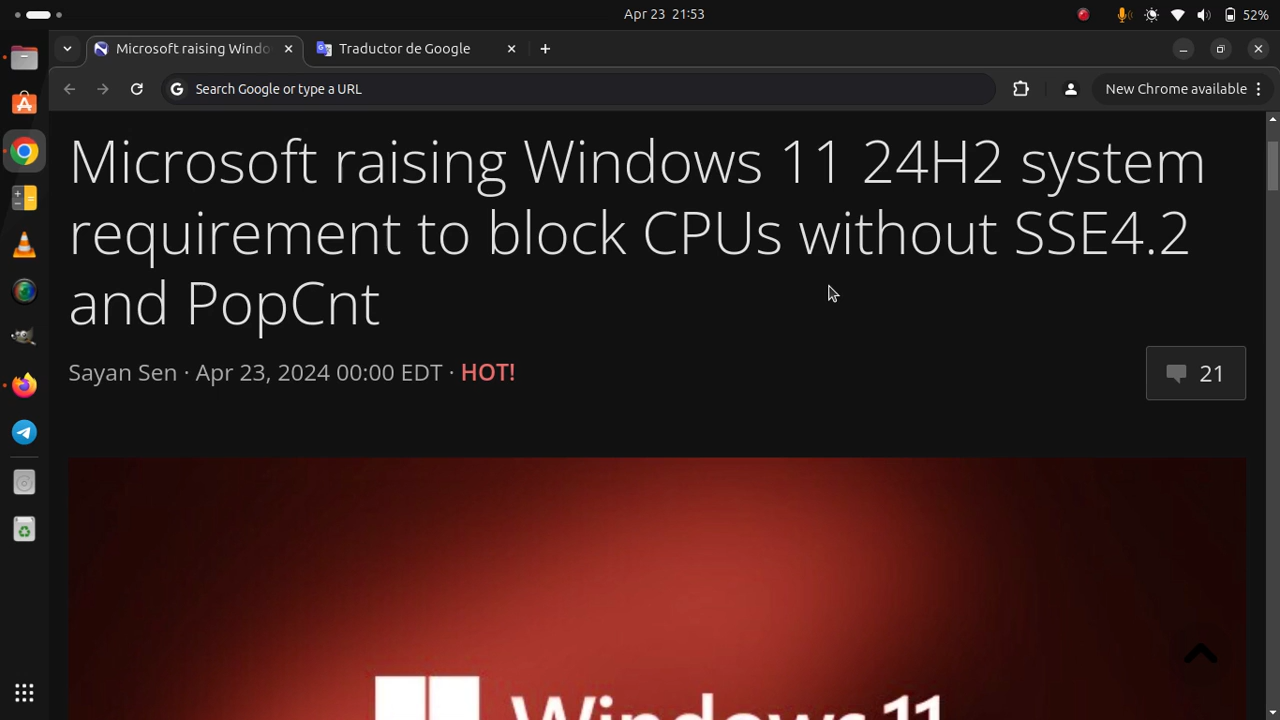 Apr 23 21:53
52%
Microsoft raising Windo
Traductor de Google
Search Google or type a URL
New Chrome available
Microsoft raising Windows 11 24H2 system
requirement to block CPUs without SSE4.2
and PopCnt
Sayan Sen · Apr 23, 2024 00:00 EDT · HOT!
21
Windows 11